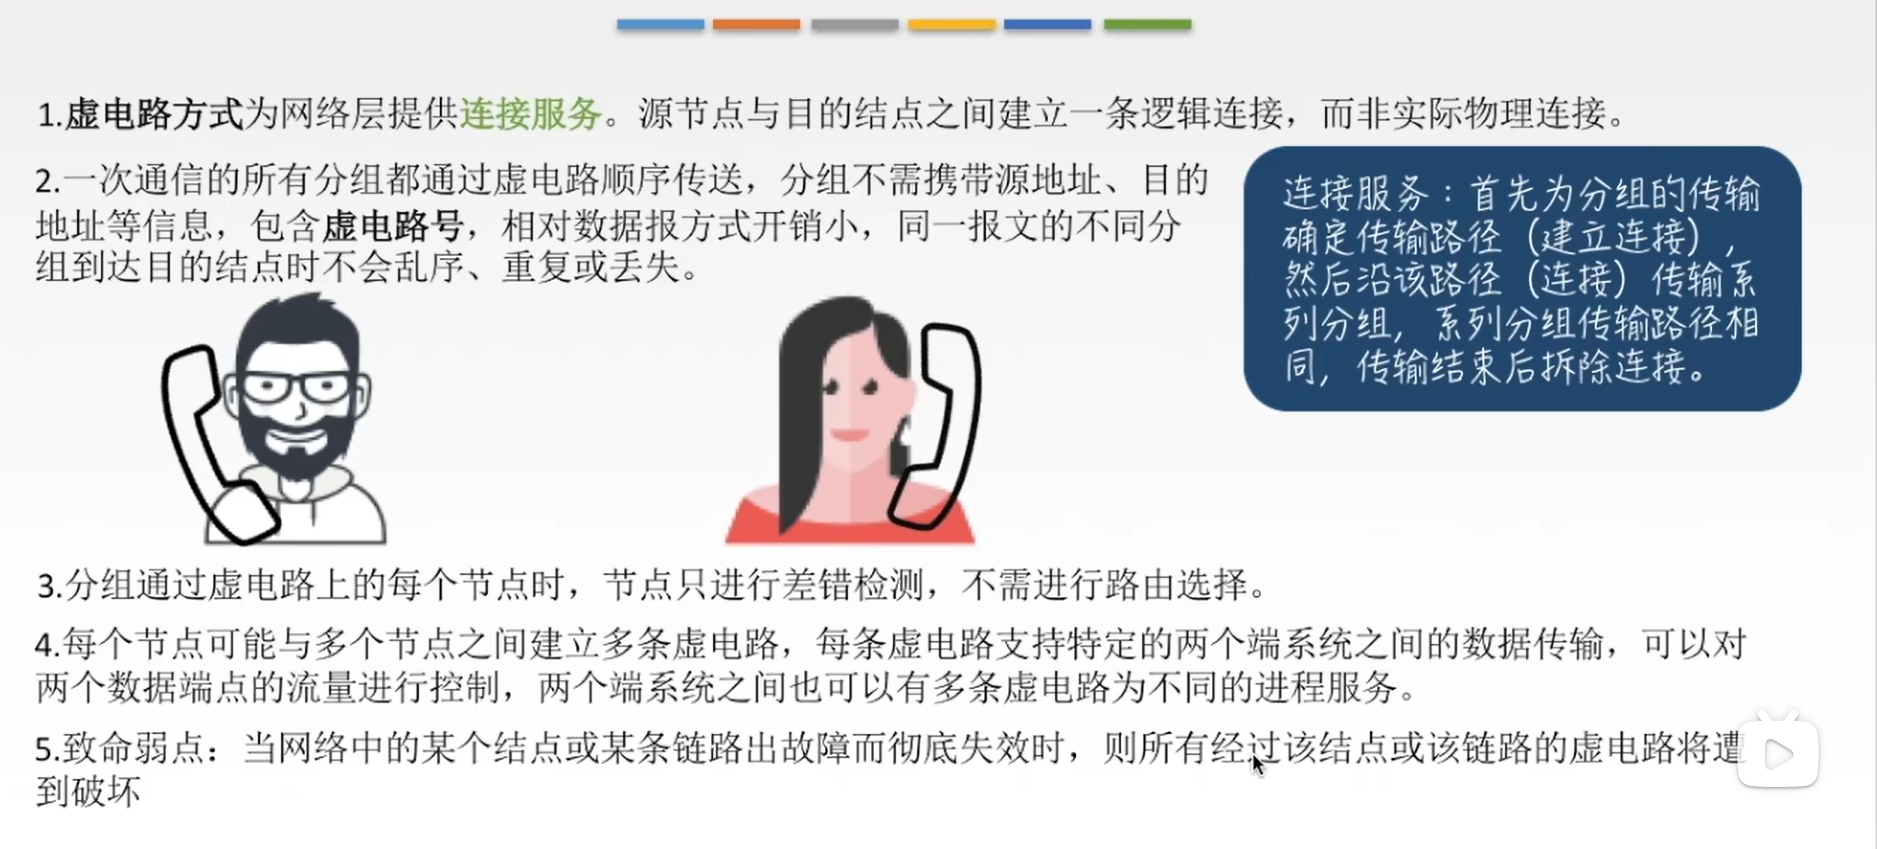 1.虚电路方式为网络层提供连接服务。源节点与目的结点之间建立一条逻辑连接，而非实际物理连接。
2.一次通信的所有分组都通过虚电路顺序传送，分组不需携带源地址、目的
地址等信息，包含虚电路号，相对数据报方式开销小，同一报文的不同分
组到达目的结点时不会乱序、重复或丢失。
连接服务：首先为分组的传输
确定传输路径（建立连接），
然后沿该路径（连接）传输系
列分组，系列分组传输路径相
同，传输结束后拆除连接。
3.分组通过虚电路上的每个节点时，节点只进行差错检测，不需进行路由选择。
4.每个节点可能与多个节点之间建立多条虚电路，每条虚电路支持特定的两个端系统之间的数据传输，可以对
两个数据端点的流量进行控制，两个端系统之间也可以有多条虚电路为不同的进程服务。
5.致命弱点：当网络中的某个结点或某条链路出故障而彻底失效时，则所有经过该结点或该链路的虚电路将遭
到破坏